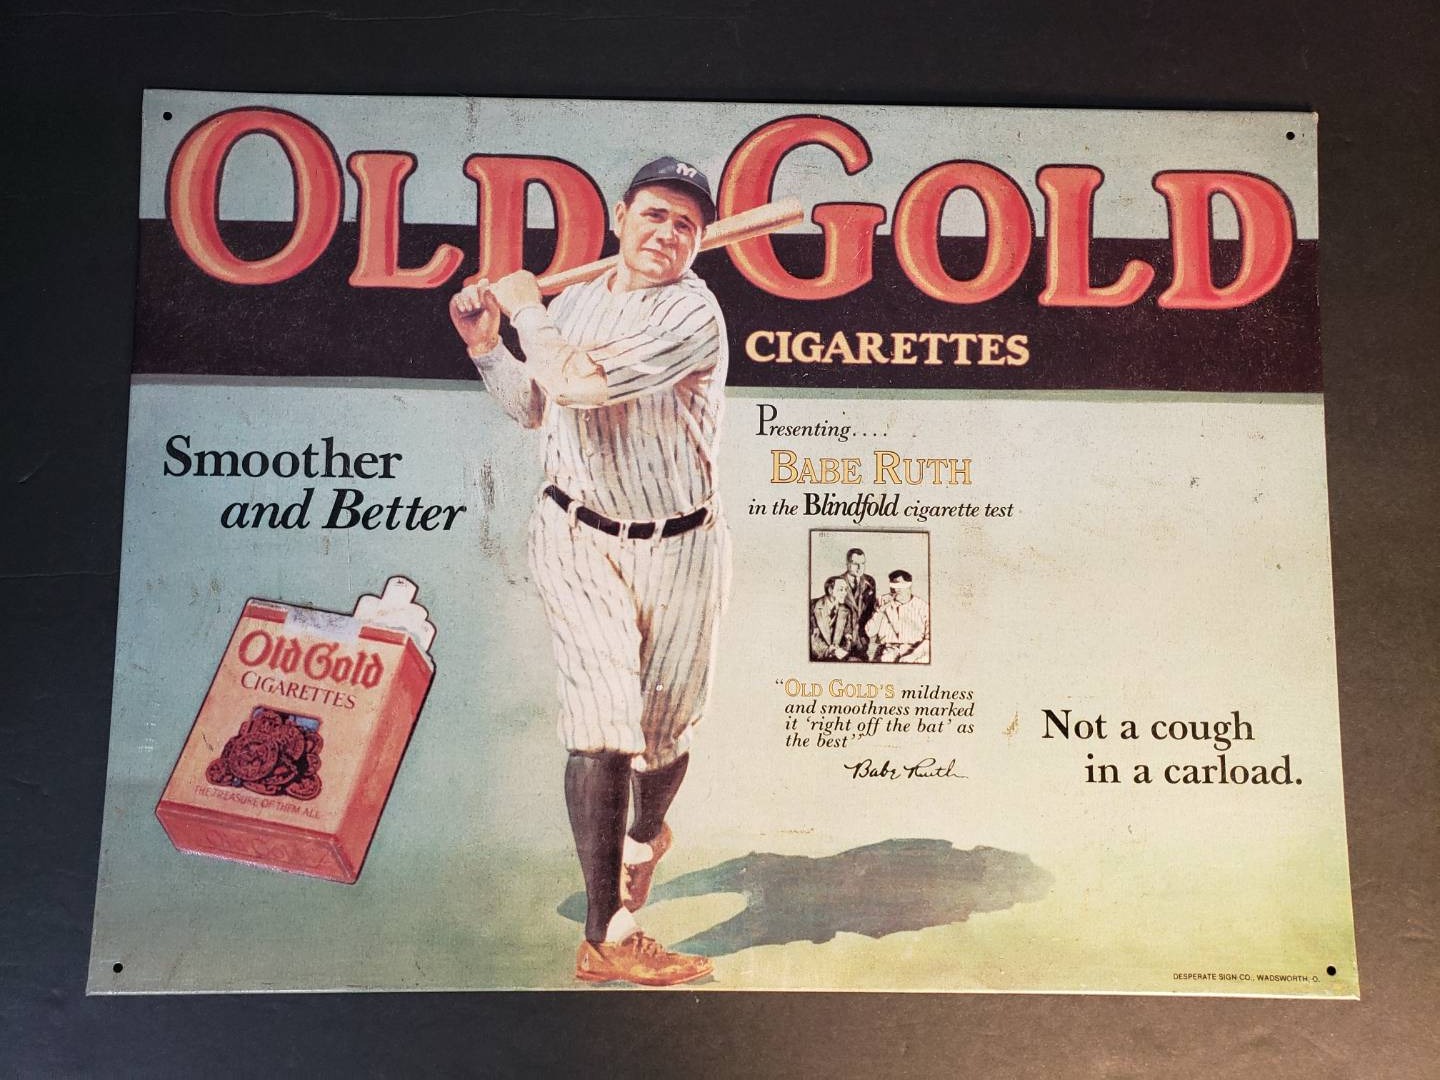 OLD GOLD
CIGARETTES
Smoother
and Better
Presenting....
BABE RUTH
in the Blindfold cigarette test
"OLD GOLD'S mildness
and smoothness marked
it 'right off the bat' as
the best"
Babe Ruth
Not a cough
in a carload.
Old Gold
CIGARETTES
THE TREASURE OF THEM ALL
DESPERATE SIGN CO., WADSWORTH, O.